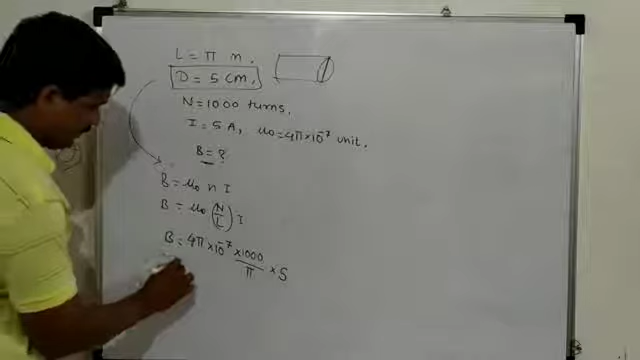 L = π m.
D = 5 cm.
N = 1000 turns.
I = 5 A, μ₀ = 4π×10⁻⁷ unit.
B = ?
B = μ₀ n I
B = μ₀ (N/L) I
B = 4π×10⁻⁷ × 1000/π × 5